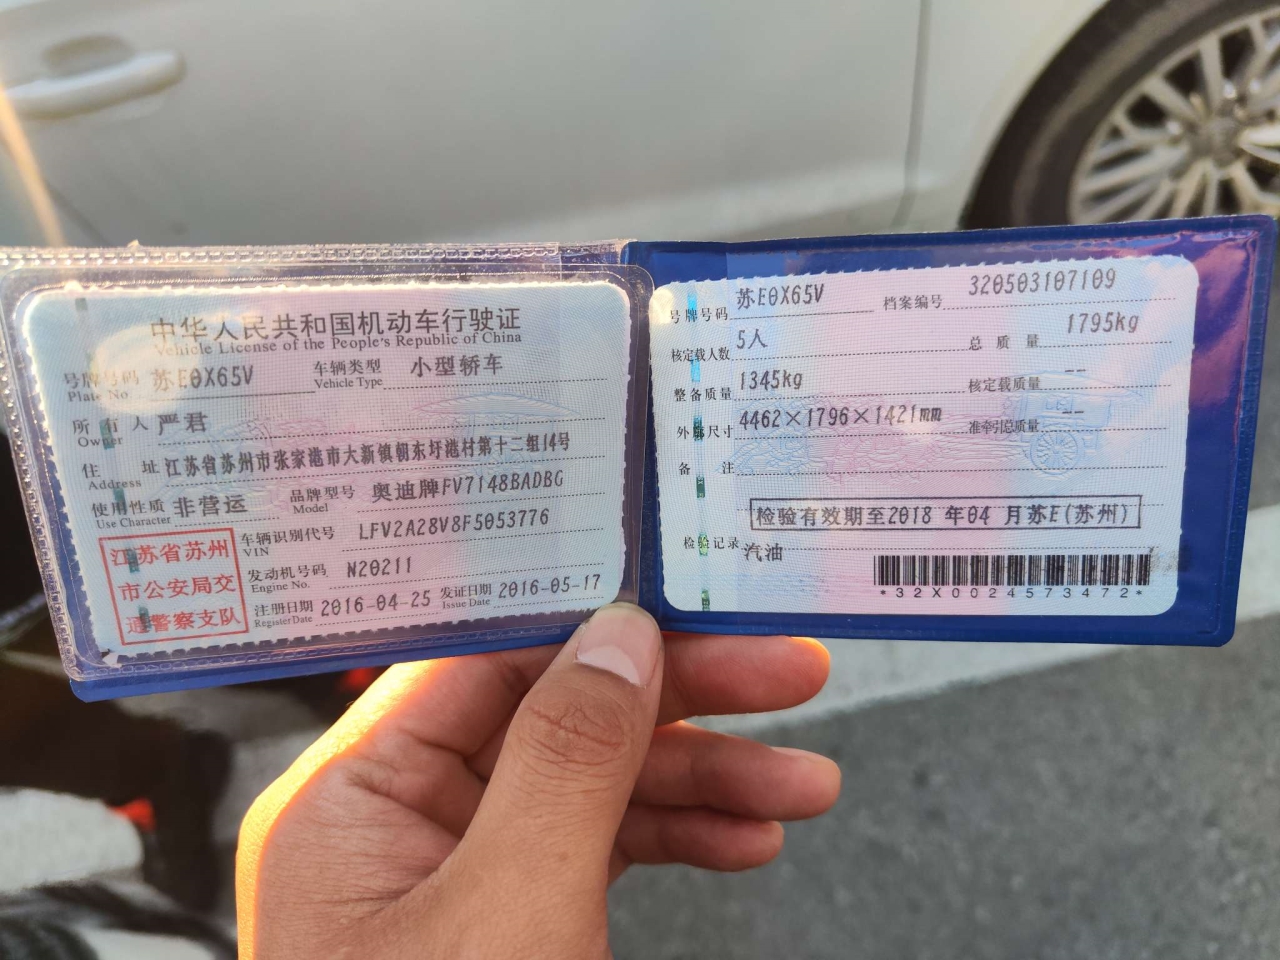 中华人民共和国机动车行驶证
Vehicle License of the People's Republic of China
号牌号码 苏E0X65V 车辆类型 小型轿车
Plate No Vehicle Type
所有人 严君
Owner
住址 江苏省苏州市张家港市大新镇朝东圩港村第十二组14号
Address
使用性质 非营运 品牌型号 奥迪牌FV7148BADBG
Use Character Model
车辆识别代号 LFV2A28V8F5053776
VIN
发动机号码 N20211
Engine No.
注册日期 2016-04-25 发证日期 2016-05-17
Register Date Issue Date
江苏省苏州
市公安局交
通警察支队
号牌号码 苏E0X65V 档案编号 320503107109
核定载人数 5人 总质量 1795kg
整备质量 1345kg 核定载质量 --
外廓尺寸 4462×1796×1421mm 准牵引总质量 --
备注
检验有效期至2018 年04 月苏E(苏州)
检验记录 汽油
*32X0024573472*